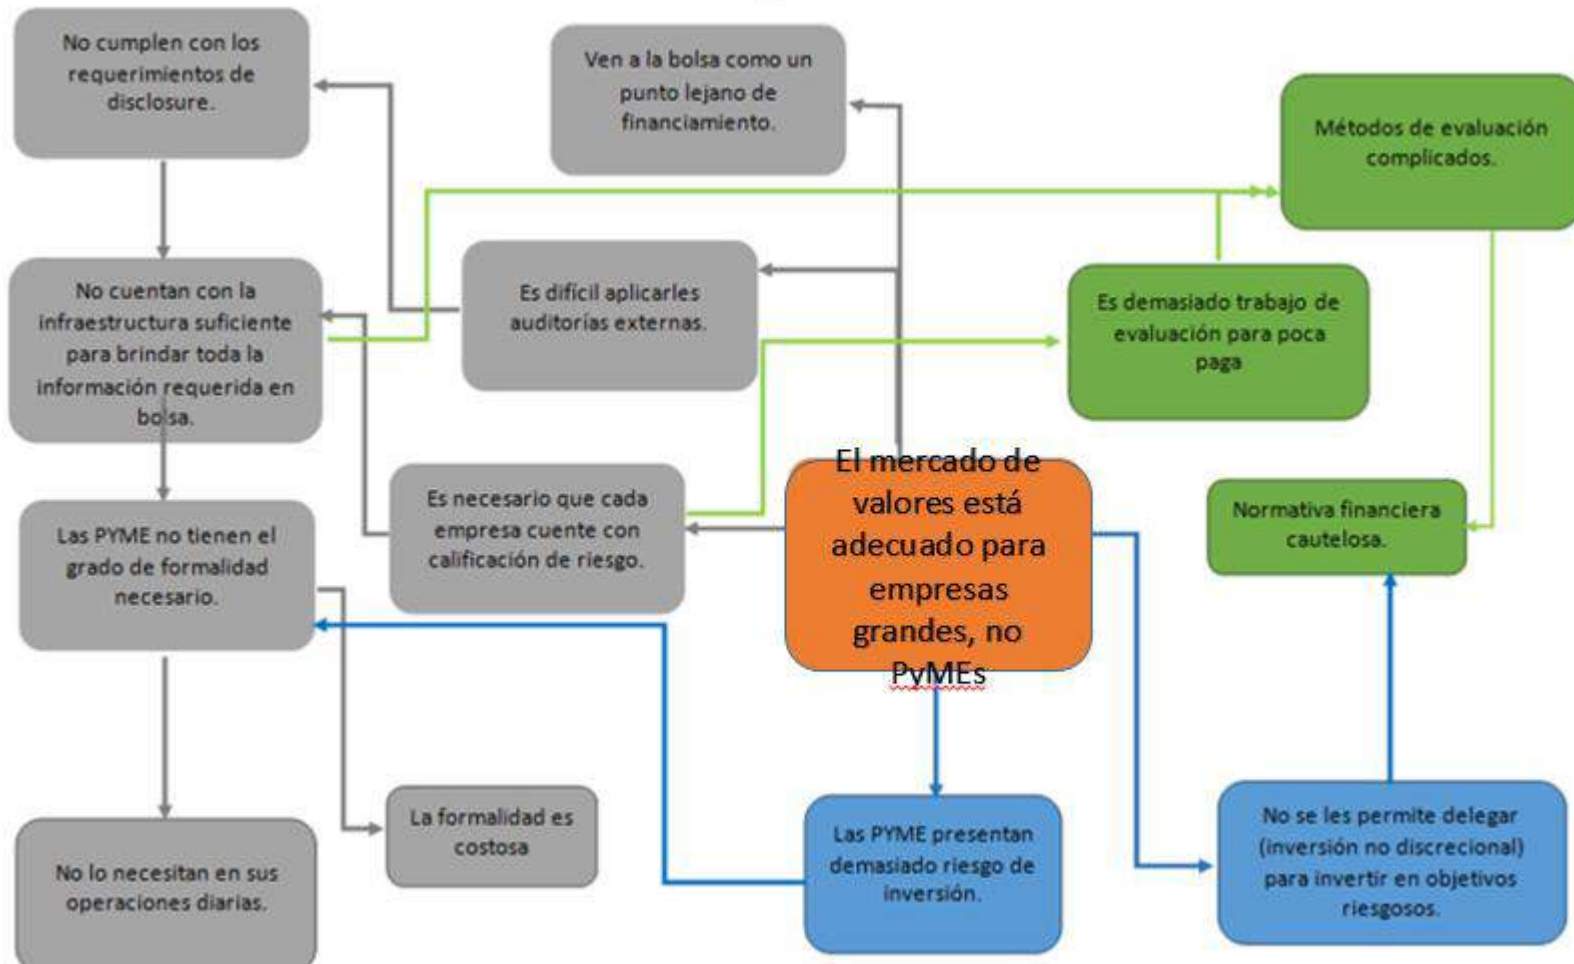 No cumplen con los
requerimientos de
disclosure.
Ven a la bolsa como un
punto lejano de
financiamiento.
Métodos de evaluación
complicados.
No cuentan con la
infraestructura suficiente
para brindar toda la
información requerida en
bolsa.
Es difícil aplicarles
auditorías externas.
Es demasiado trabajo de
evaluación para poca
paga
Las PYME no tienen el
grado de formalidad
necesario.
Es necesario que cada
empresa cuente con
calificación de riesgo.
El mercado de
valores está
adecuado para
empresas
grandes, no
PyMEs
Normativa financiera
cautelosa.
No lo necesitan en sus
operaciones diarias.
La formalidad es
costosa
Las PYME presentan
demasiado riesgo de
inversión.
No se les permite delegar
(inversión no discrecional)
para invertir en objetivos
riesgosos.